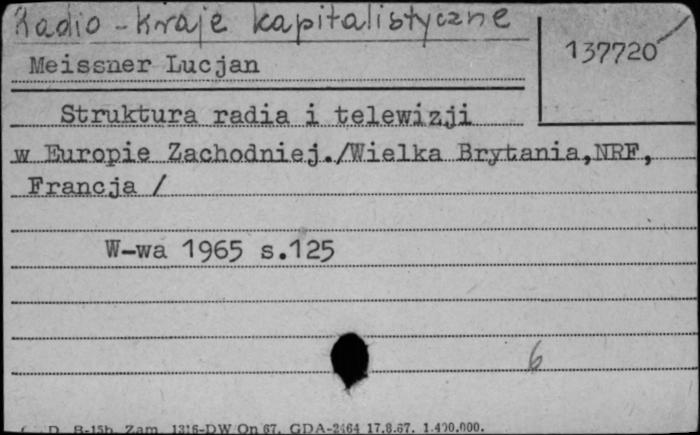 Radio - kraje kapitalistyczne
137720
Meissner Lucjan
Struktura radia i telewizji
w Europie Zachodniej./Wielka Brytania,NRF,
Francja /
W-wa 1965 s.125
6
D B-15b Zam. 1316-DW On 67. GDA-2464 17.8.67. 1.400.000.